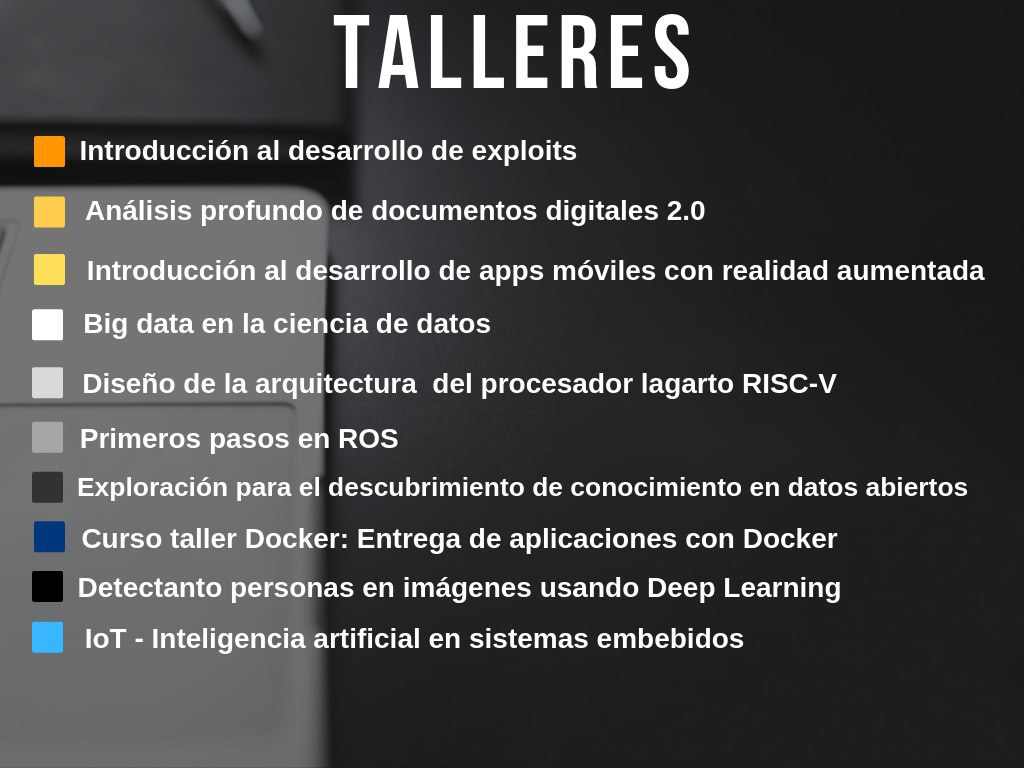 TALLERES
Introducción al desarrollo de exploits
Análisis profundo de documentos digitales 2.0
Introducción al desarrollo de apps móviles con realidad aumentada
Big data en la ciencia de datos
Diseño de la arquitectura  del procesador lagarto RISC-V
Primeros pasos en ROS
Exploración para el descubrimiento de conocimiento en datos abiertos
Curso taller Docker: Entrega de aplicaciones con Docker
Detectanto personas en imágenes usando Deep Learning
IoT - Inteligencia artificial en sistemas embebidos